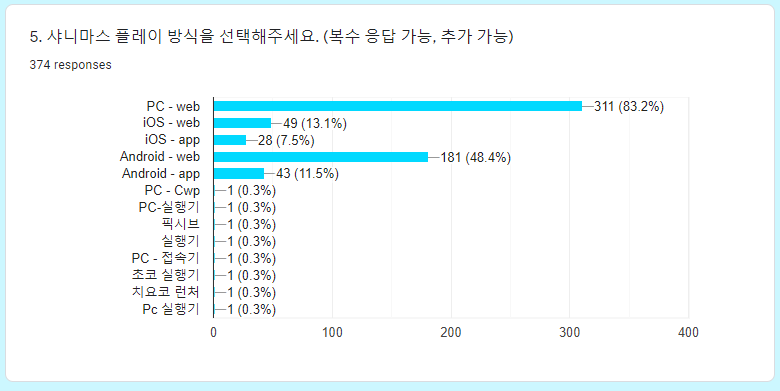 5. 샤니마스 플레이 방식을 선택해주세요. (복수 응답 가능, 추가 가능)
374 responses
PC - web 311 (83.2%)
iOS - web 49 (13.1%)
iOS - app 28 (7.5%)
Android - web 181 (48.4%)
Android - app 43 (11.5%)
PC - Cwp 1 (0.3%)
PC-실행기 1 (0.3%)
픽시브 1 (0.3%)
실행기 1 (0.3%)
PC - 접속기 1 (0.3%)
초코 실행기 1 (0.3%)
치요코 런처 1 (0.3%)
Pc 실행기 1 (0.3%)
0 100 200 300 400